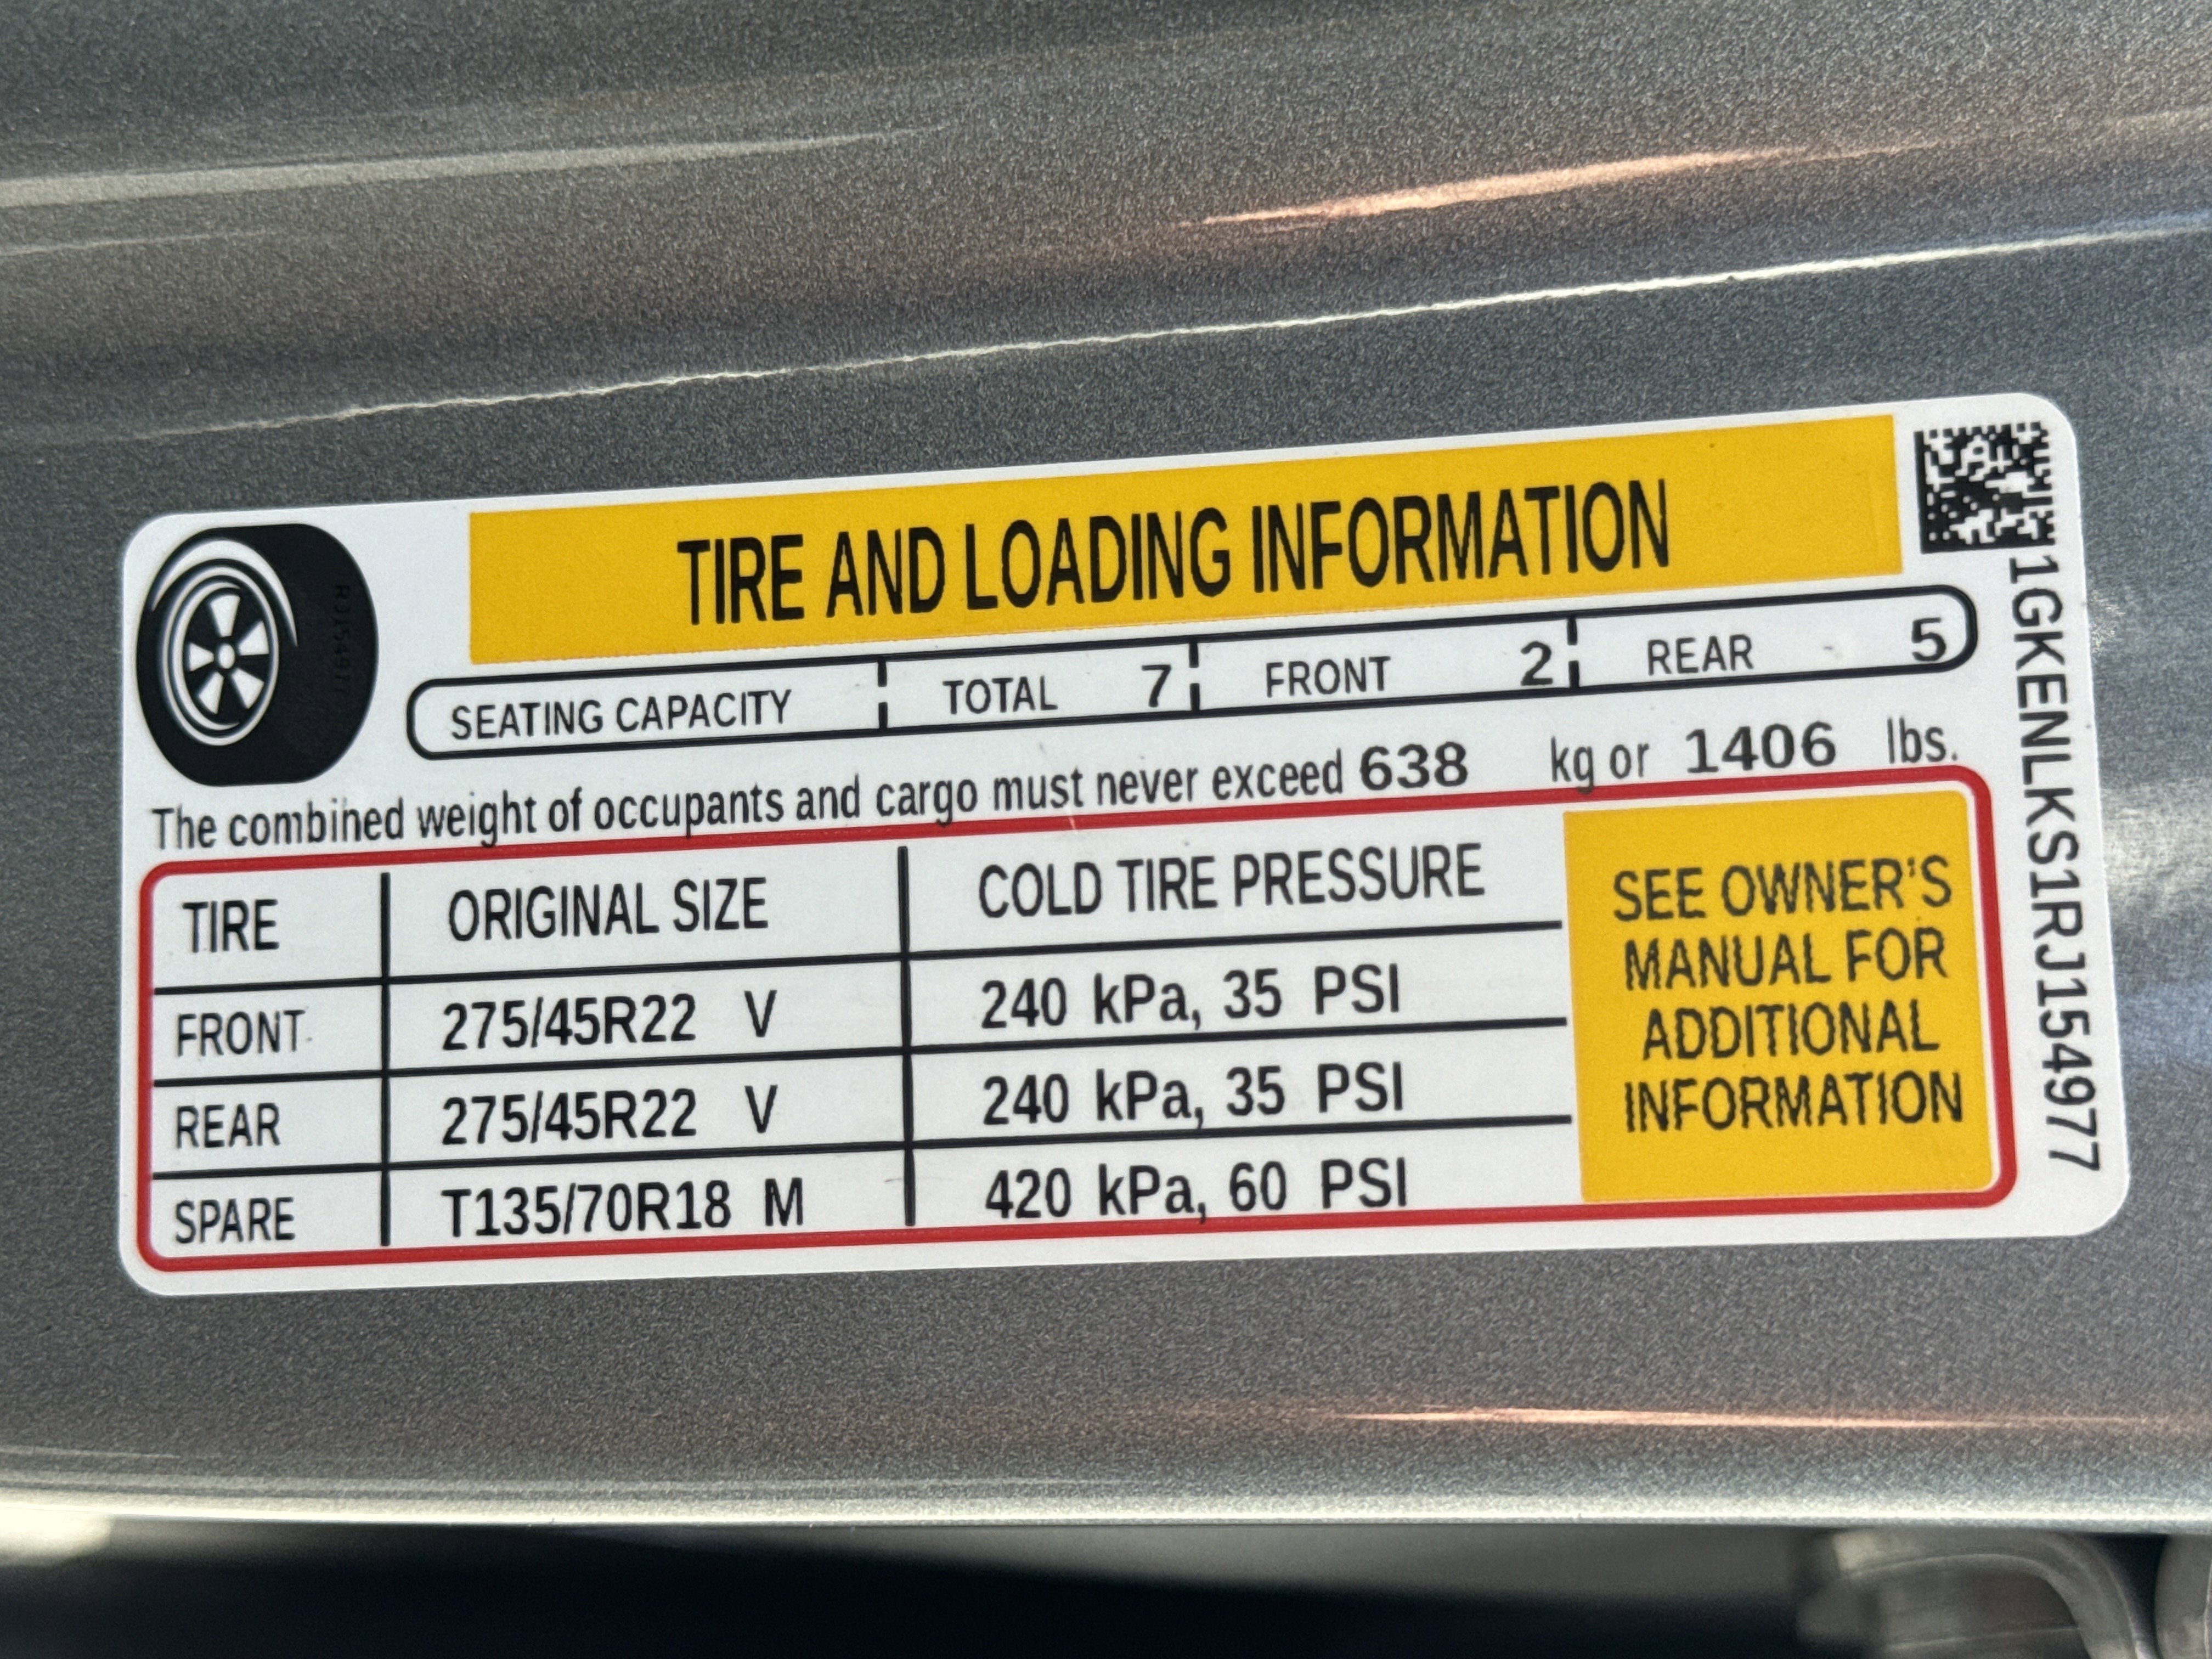 TIRE AND LOADING INFORMATION
SEATING CAPACITY TOTAL 7 FRONT 2 REAR 5
The combined weight of occupants and cargo must never exceed 638 kg or 1406 lbs.
TIRE ORIGINAL SIZE COLD TIRE PRESSURE
FRONT 275/45R22 V 240 kPa, 35 PSI
REAR 275/45R22 V 240 kPa, 35 PSI
SPARE T135/70R18 M 420 kPa, 60 PSI
SEE OWNER'S
MANUAL FOR
ADDITIONAL
INFORMATION
1GKENLKS1RJ154977
RJ154977